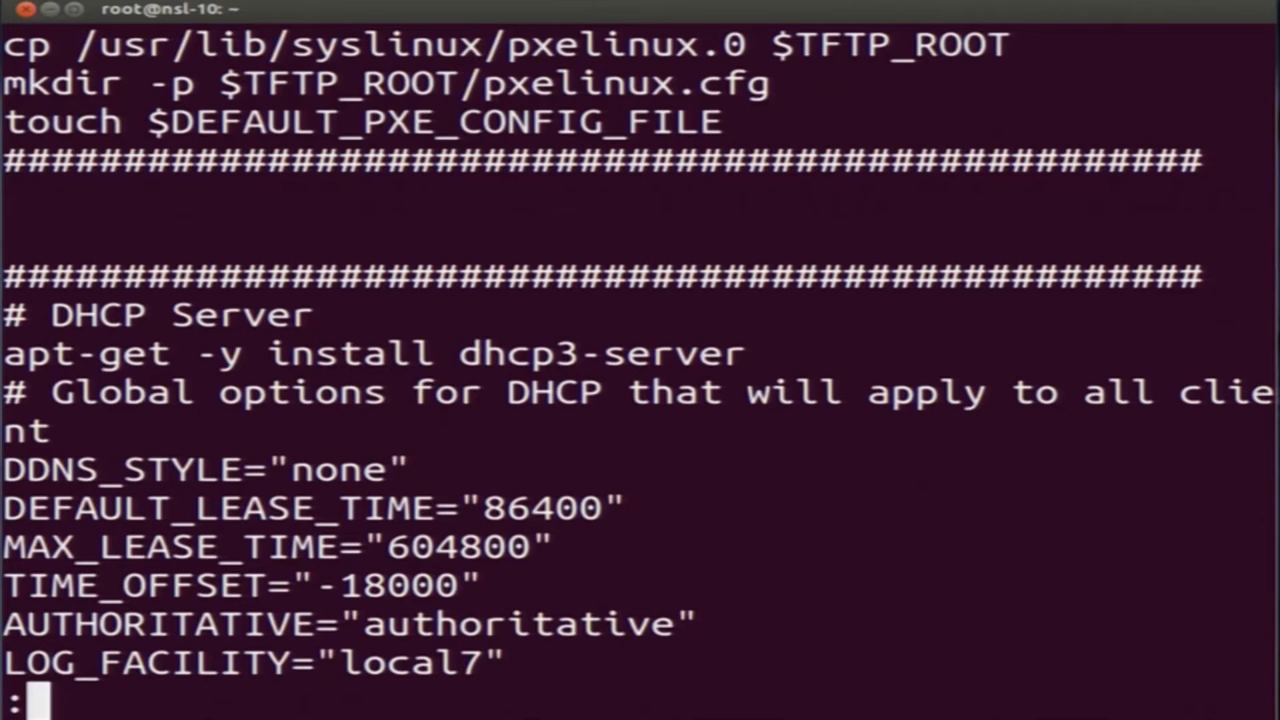 root@nsl-10: ~
cp /usr/lib/syslinux/pxelinux.0 $TFTP_ROOT
mkdir -p $TFTP_ROOT/pxelinux.cfg
touch $DEFAULT_PXE_CONFIG_FILE
##################################################
##################################################
# DHCP Server
apt-get -y install dhcp3-server
# Global options for DHCP that will apply to all clie
nt
DDNS_STYLE="none"
DEFAULT_LEASE_TIME="86400"
MAX_LEASE_TIME="604800"
TIME_OFFSET="-18000"
AUTHORITATIVE="authoritative"
LOG_FACILITY="local7"
: